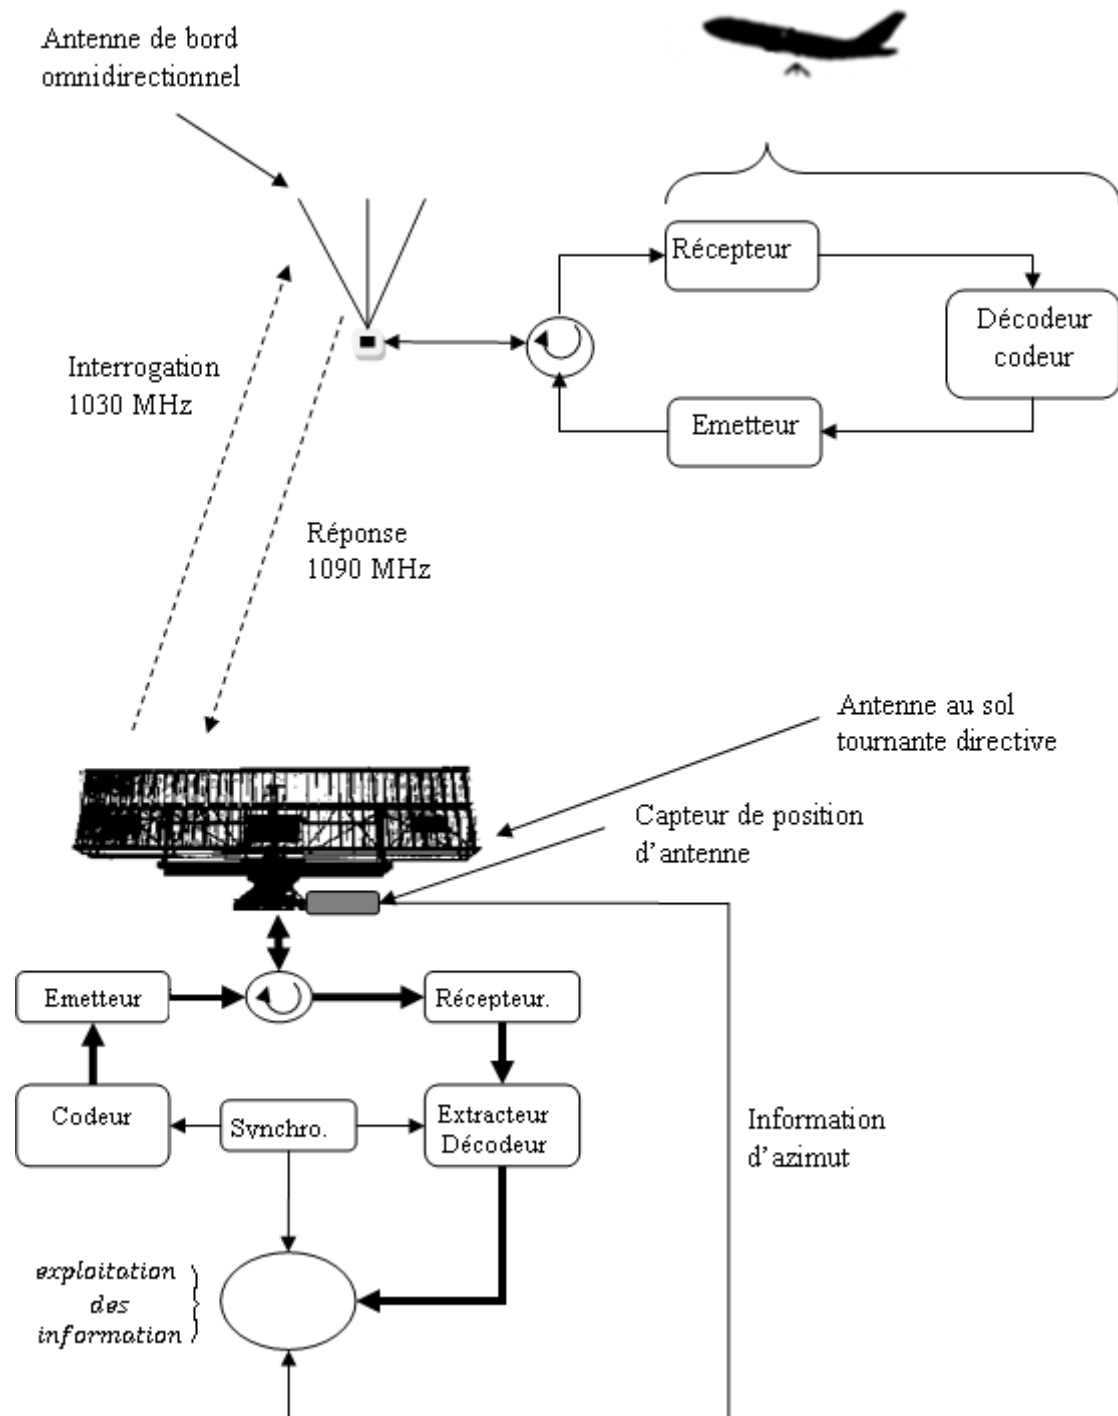 Antenne de bord
omnidirectionnel
Récepteur
Décodeur
codeur
Interrogation
1030 MHz
Emetteur
Réponse
1090 MHz
Antenne au sol
tournante directive
Capteur de position
d'antenne
Emetteur
Récepteur.
Codeur
Synchro.
Extracteur
Décodeur
Information
d'azimut
exploitation
des
information